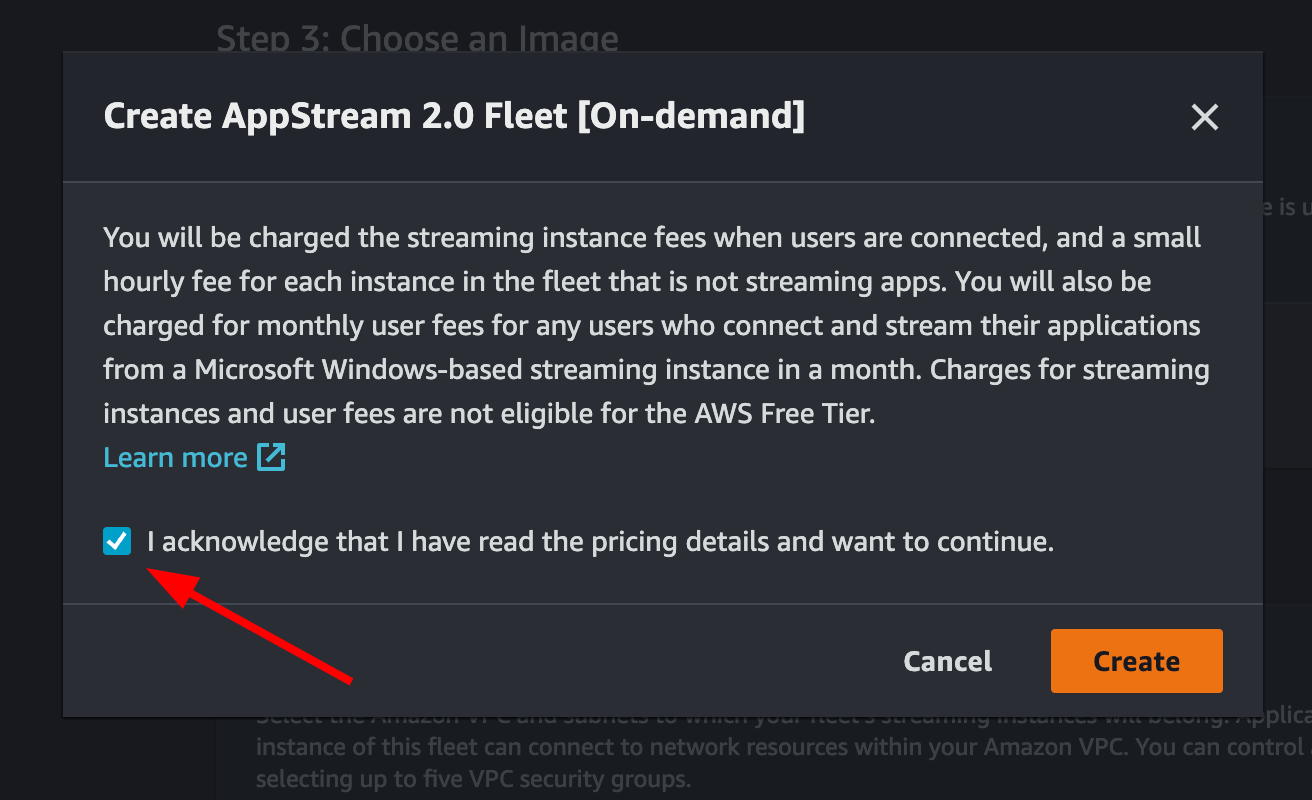 Step 3: Choose an Image
Create AppStream 2.0 Fleet [On-demand]
e is u
You will be charged the streaming instance fees when users are connected, and a small
hourly fee for each instance in the fleet that is not streaming apps. You will also be
charged for monthly user fees for any users who connect and stream their applications
from a Microsoft Windows-based streaming instance in a month. Charges for streaming
instances and user fees are not eligible for the AWS Free Tier.
Learn more
I acknowledge that I have read the pricing details and want to continue.
Cancel
Create
Select the Amazon VPC and subnets to which your fleet's streaming instances will belong. Applica
instance of this fleet can connect to network resources within your Amazon VPC. You can control
selecting up to five VPC security groups.